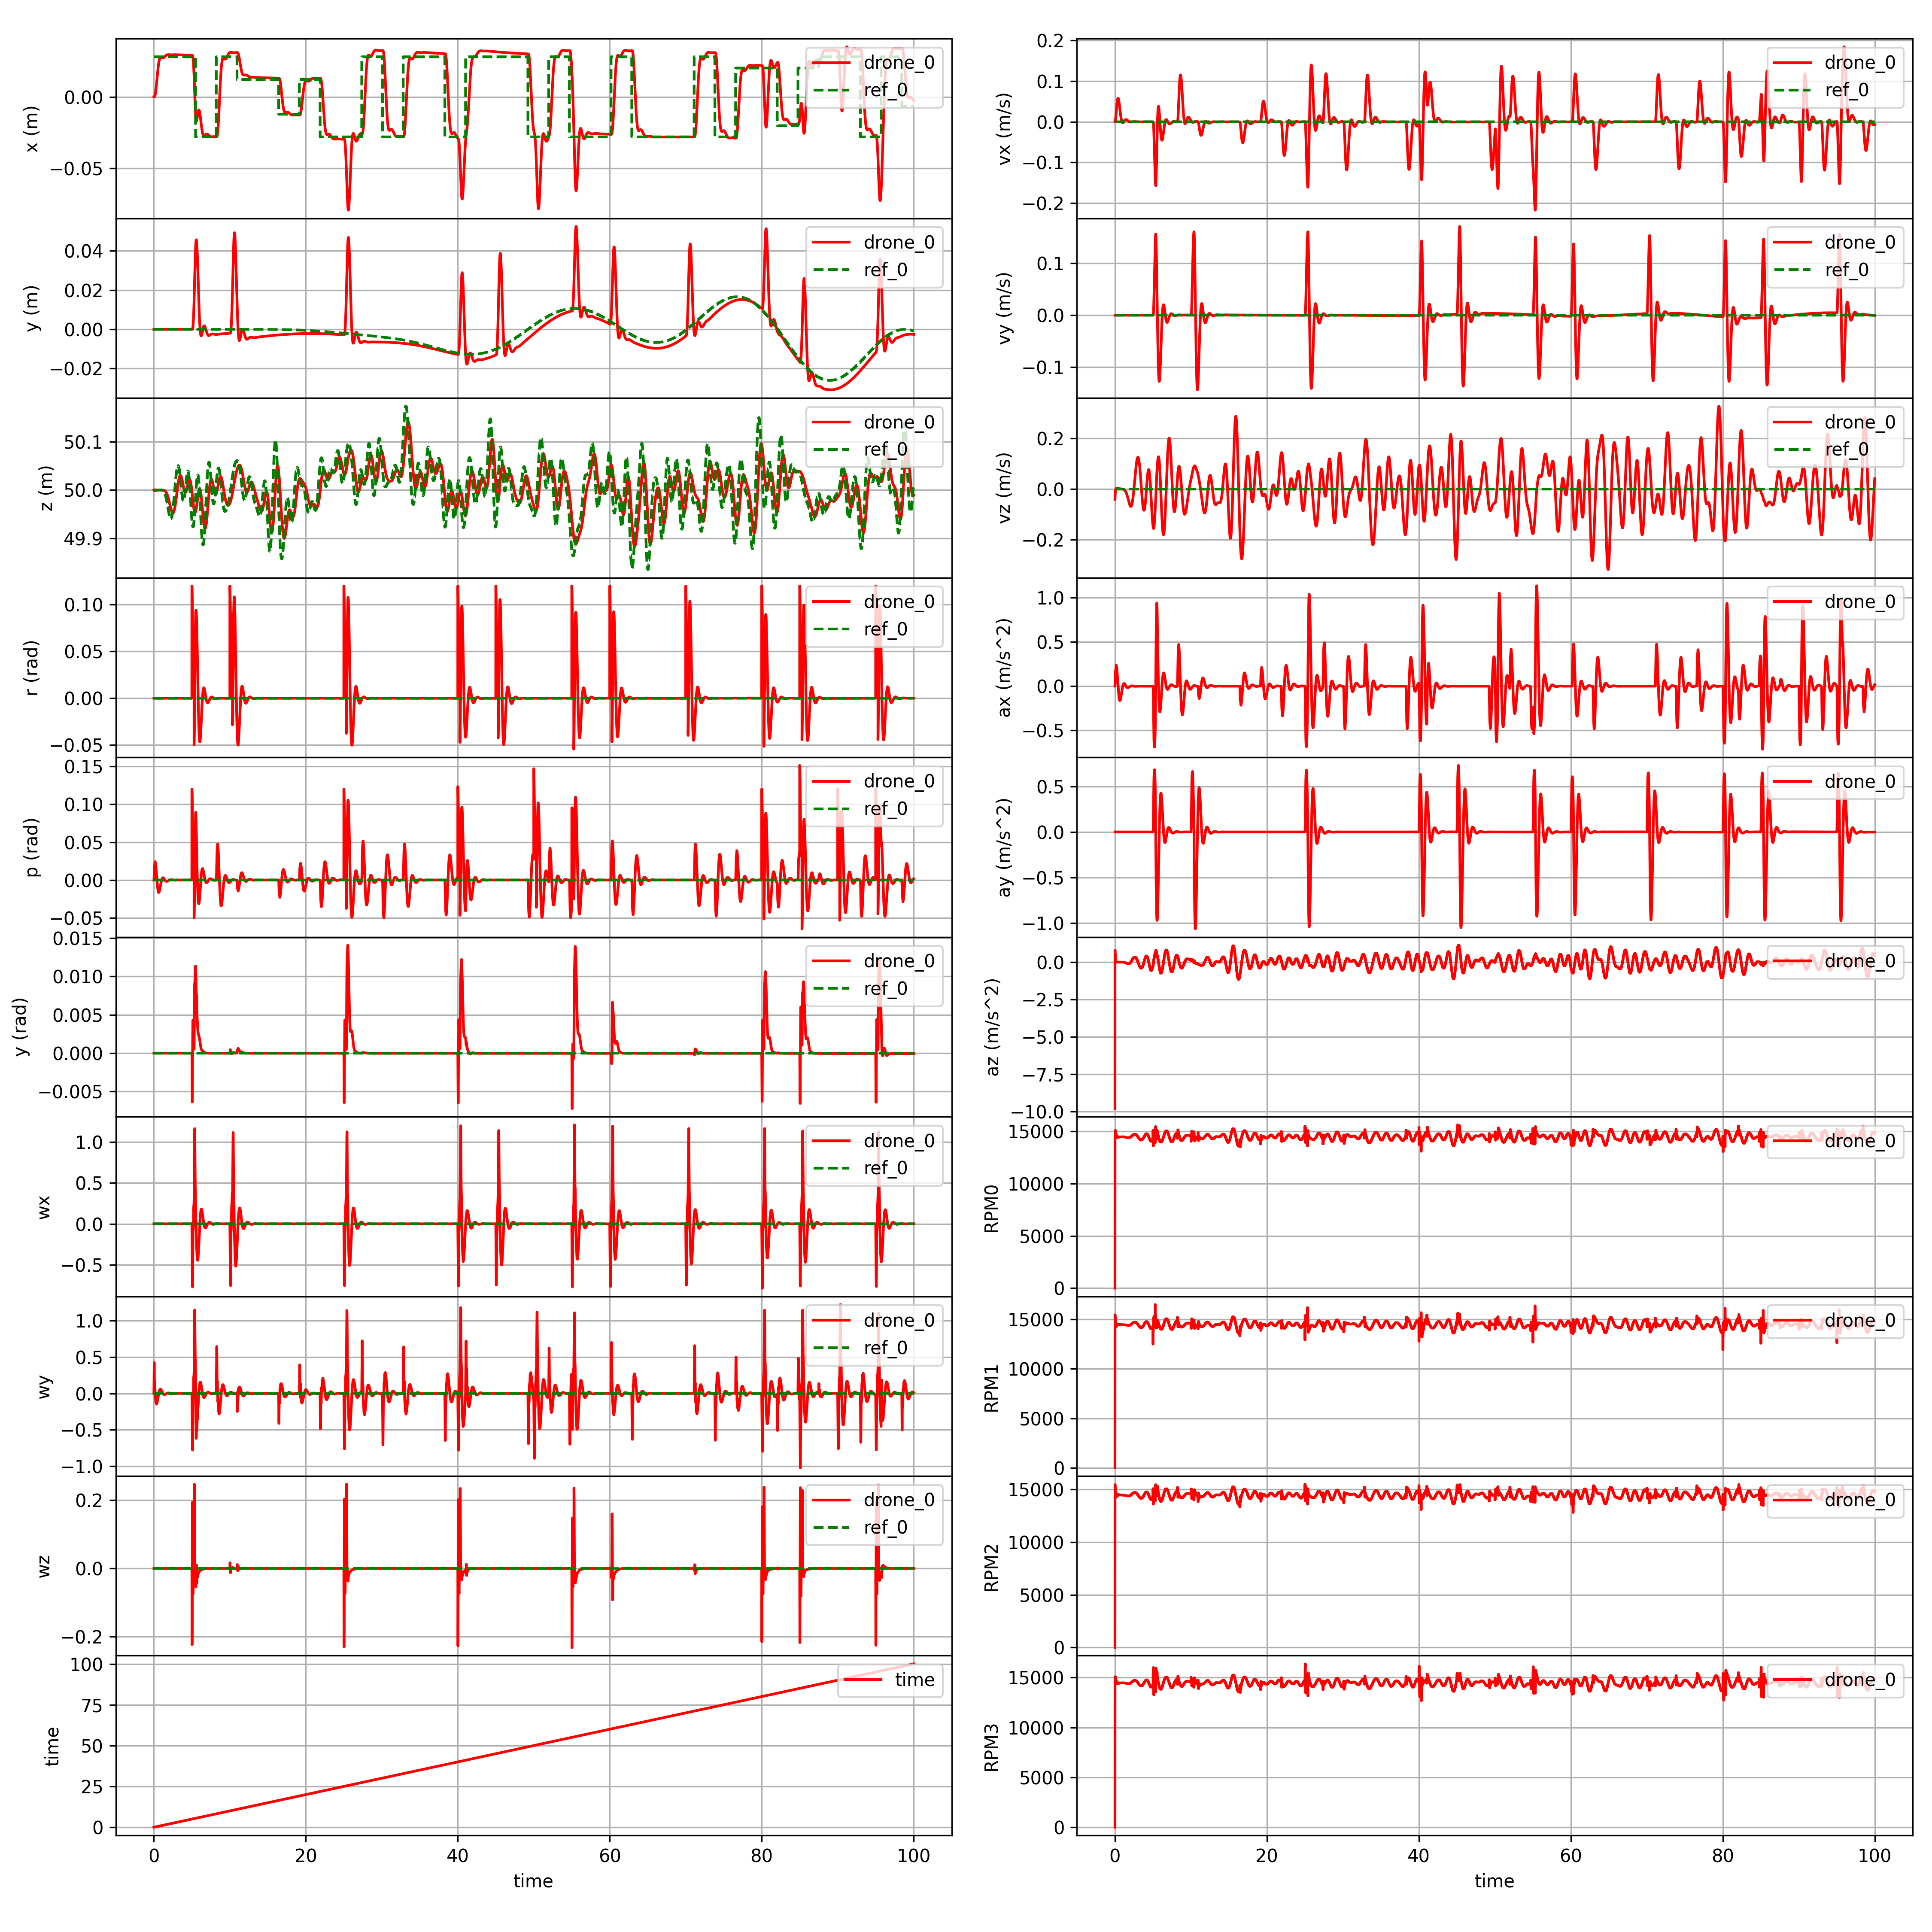 x (m)
0.00
−0.05
drone_0
ref_0
y (m)
0.04
0.02
0.00
−0.02
drone_0
ref_0
z (m)
50.1
50.0
49.9
drone_0
ref_0
r (rad)
0.10
0.05
0.00
−0.05
drone_0
ref_0
p (rad)
0.15
0.10
0.05
0.00
−0.05
drone_0
ref_0
y (rad)
0.015
0.010
0.005
0.000
−0.005
drone_0
ref_0
wx
1.0
0.5
0.0
−0.5
drone_0
ref_0
wy
1.0
0.5
0.0
−0.5
−1.0
drone_0
ref_0
wz
0.2
0.0
−0.2
drone_0
ref_0
time
100
75
50
25
0
time
0 20 40 60 80 100
time
vx (m/s)
0.2
0.1
0.0
−0.1
−0.2
drone_0
ref_0
vy (m/s)
0.1
0.0
−0.1
drone_0
ref_0
vz (m/s)
0.2
0.0
−0.2
drone_0
ref_0
ax (m/s^2)
1.0
0.5
0.0
−0.5
drone_0
ay (m/s^2)
0.5
0.0
−0.5
−1.0
drone_0
az (m/s^2)
0.0
−2.5
−5.0
−7.5
−10.0
drone_0
RPM0
15000
10000
5000
0
drone_0
RPM1
15000
10000
5000
0
drone_0
RPM2
15000
10000
5000
0
drone_0
RPM3
15000
10000
5000
0
drone_0
0 20 40 60 80 100
time